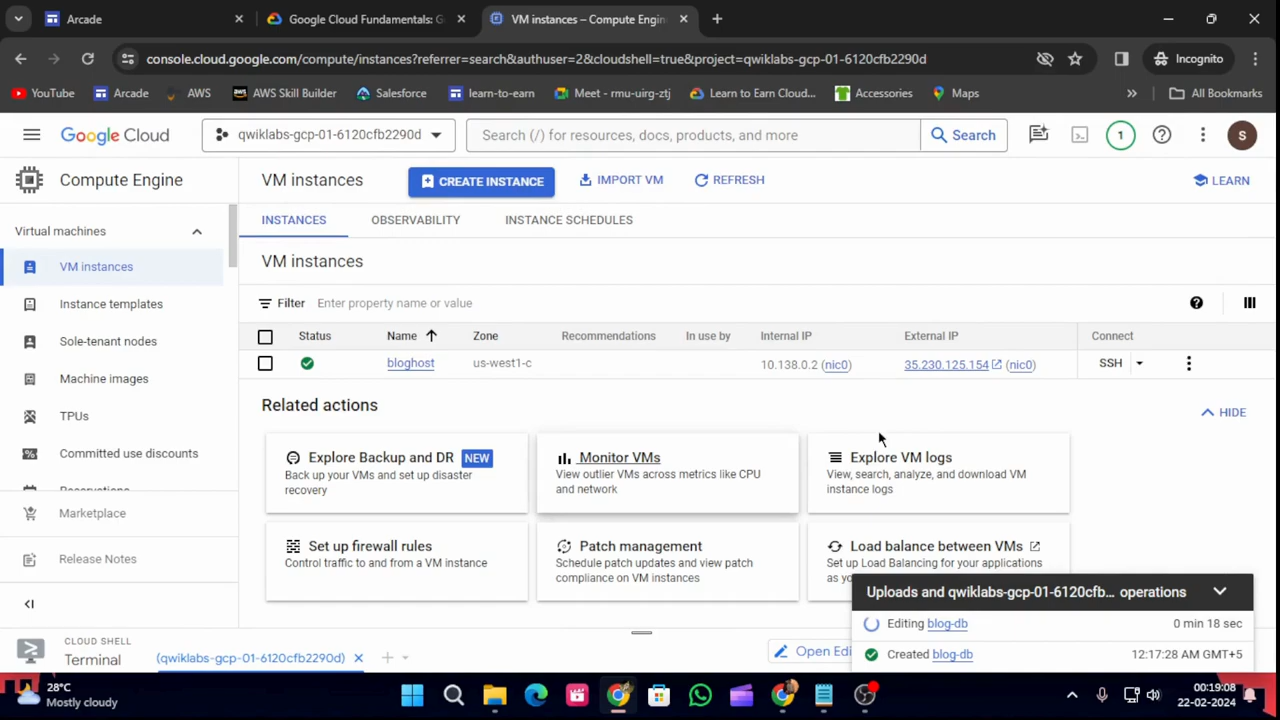 Arcade
Google Cloud Fundamentals: G
VM instances – Compute Engin
console.cloud.google.com/compute/instances?referrer=search&authuser=2&cloudshell=true&project=qwiklabs-gcp-01-6120cfb2290d
Incognito
YouTube
Arcade
AWS
AWS Skill Builder
Salesforce
learn-to-earn
Meet - rmu-uirg-ztj
Learn to Earn Cloud...
Accessories
Maps
All Bookmarks
Google Cloud
qwiklabs-gcp-01-6120cfb2290d
Search (/) for resources, docs, products, and more
Search
1
S
Compute Engine
VM instances
CREATE INSTANCE
IMPORT VM
REFRESH
LEARN
Virtual machines
VM instances
Instance templates
Sole-tenant nodes
Machine images
TPUs
Committed use discounts
Reservations
Marketplace
Release Notes
INSTANCES
OBSERVABILITY
INSTANCE SCHEDULES
VM instances
Filter Enter property name or value
Status Name Zone Recommendations In use by Internal IP External IP Connect
bloghost us-west1-c 10.138.0.2 (nic0) 35.230.125.154 (nic0) SSH
Related actions
HIDE
Explore Backup and DR NEW
Back up your VMs and set up disaster
recovery
Monitor VMs
View outlier VMs across metrics like CPU
and network
Explore VM logs
View, search, analyze, and download VM
instance logs
Set up firewall rules
Control traffic to and from a VM instance
Patch management
Schedule patch updates and view patch
compliance on VM instances
Load balance between VMs
Set up Load Balancing for your applications
as yo
Uploads and qwiklabs-gcp-01-6120cfb... operations
Editing blog-db 0 min 18 sec
Created blog-db 12:17:28 AM GMT+5
CLOUD SHELL
Terminal
(qwiklabs-gcp-01-6120cfb2290d)
Open Edi
28°C
Mostly cloudy
00:19:08
22-02-2024